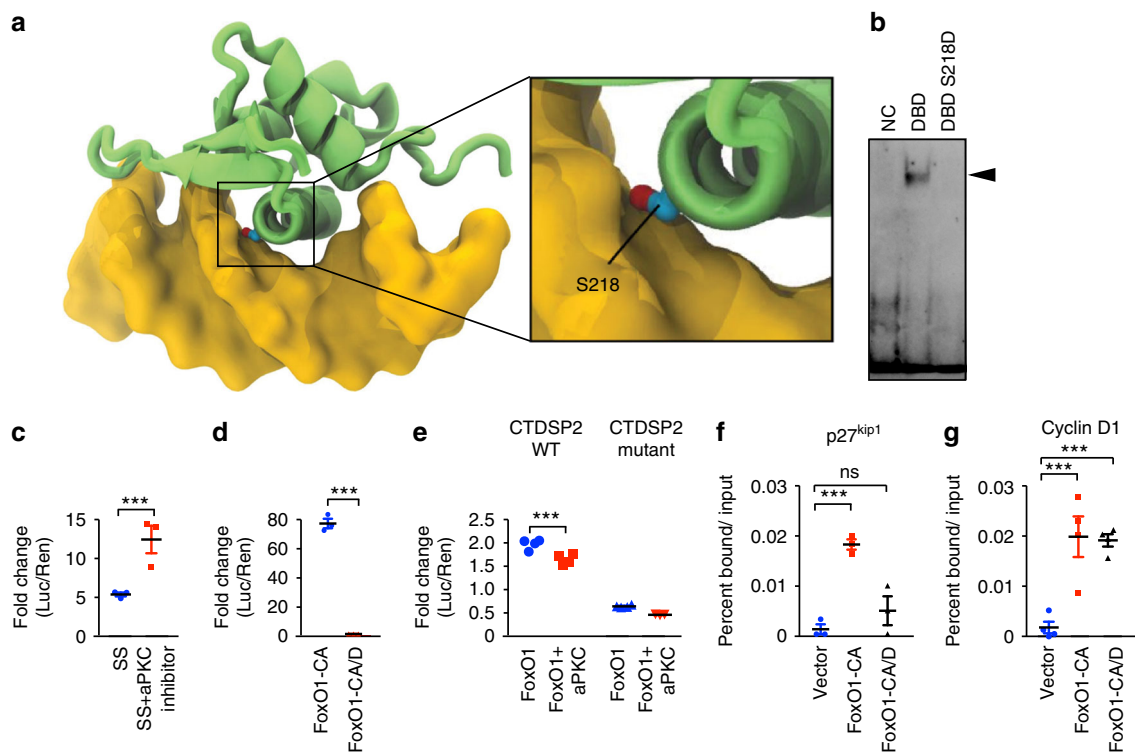 a
b
S218
NC
DBD
DBD S218D
c
Fold change
(Luc/Ren)
15
10
5
0
***
SS
SS+aPKC
inhibitor
d
Fold change
(Luc/Ren)
80
60
40
20
0
***
FoxO1-CA
FoxO1-CA/D
e
CTDSP2
WT
CTDSP2
mutant
Fold change
(Luc/Ren)
2.5
2.0
1.5
1.0
0.5
0
***
FoxO1
FoxO1+
aPKC
FoxO1
FoxO1+
aPKC
f
p27kip1
Percent bound/ input
0.03
0.02
0.01
0
ns
***
Vector
FoxO1-CA
FoxO1-CA/D
g
Cyclin D1
Percent bound/ input
0.03
0.02
0.01
0
***
***
Vector
FoxO1-CA
FoxO1-CA/D